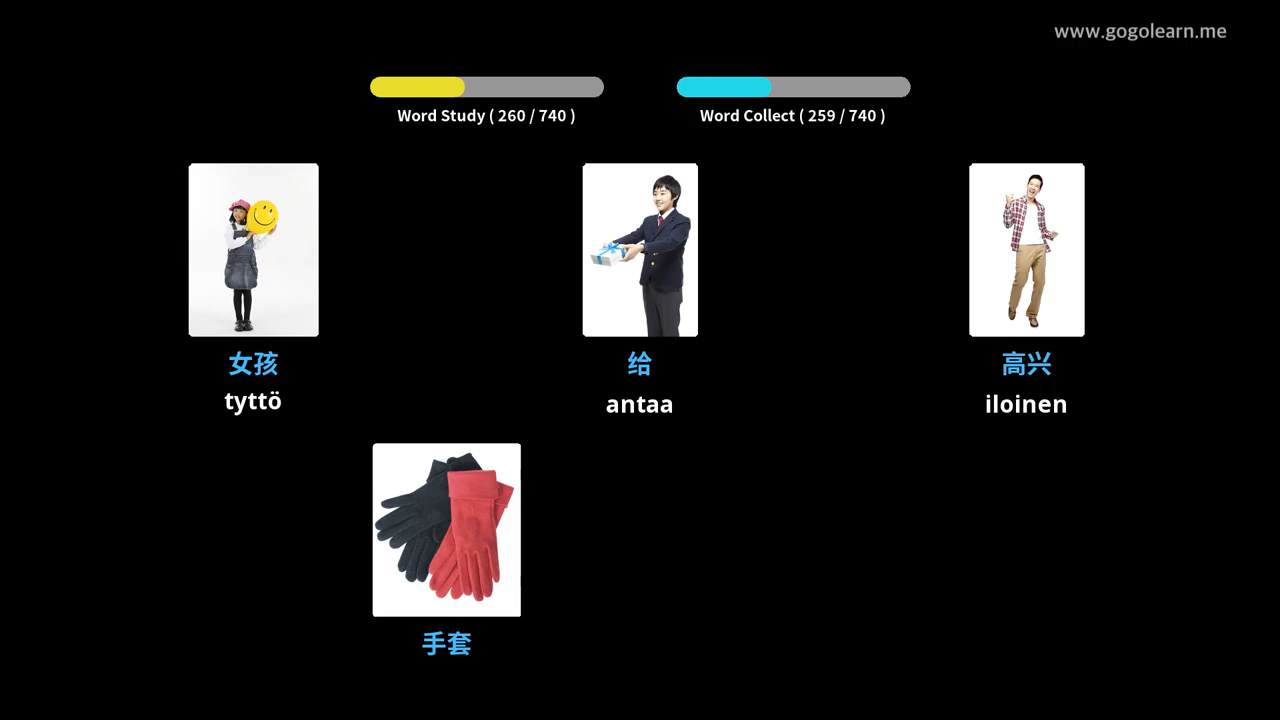 www.gogolearn.me
Word Study ( 260 / 740 )
Word Collect ( 259 / 740 )
女孩
tyttö
给
antaa
高兴
iloinen
手套